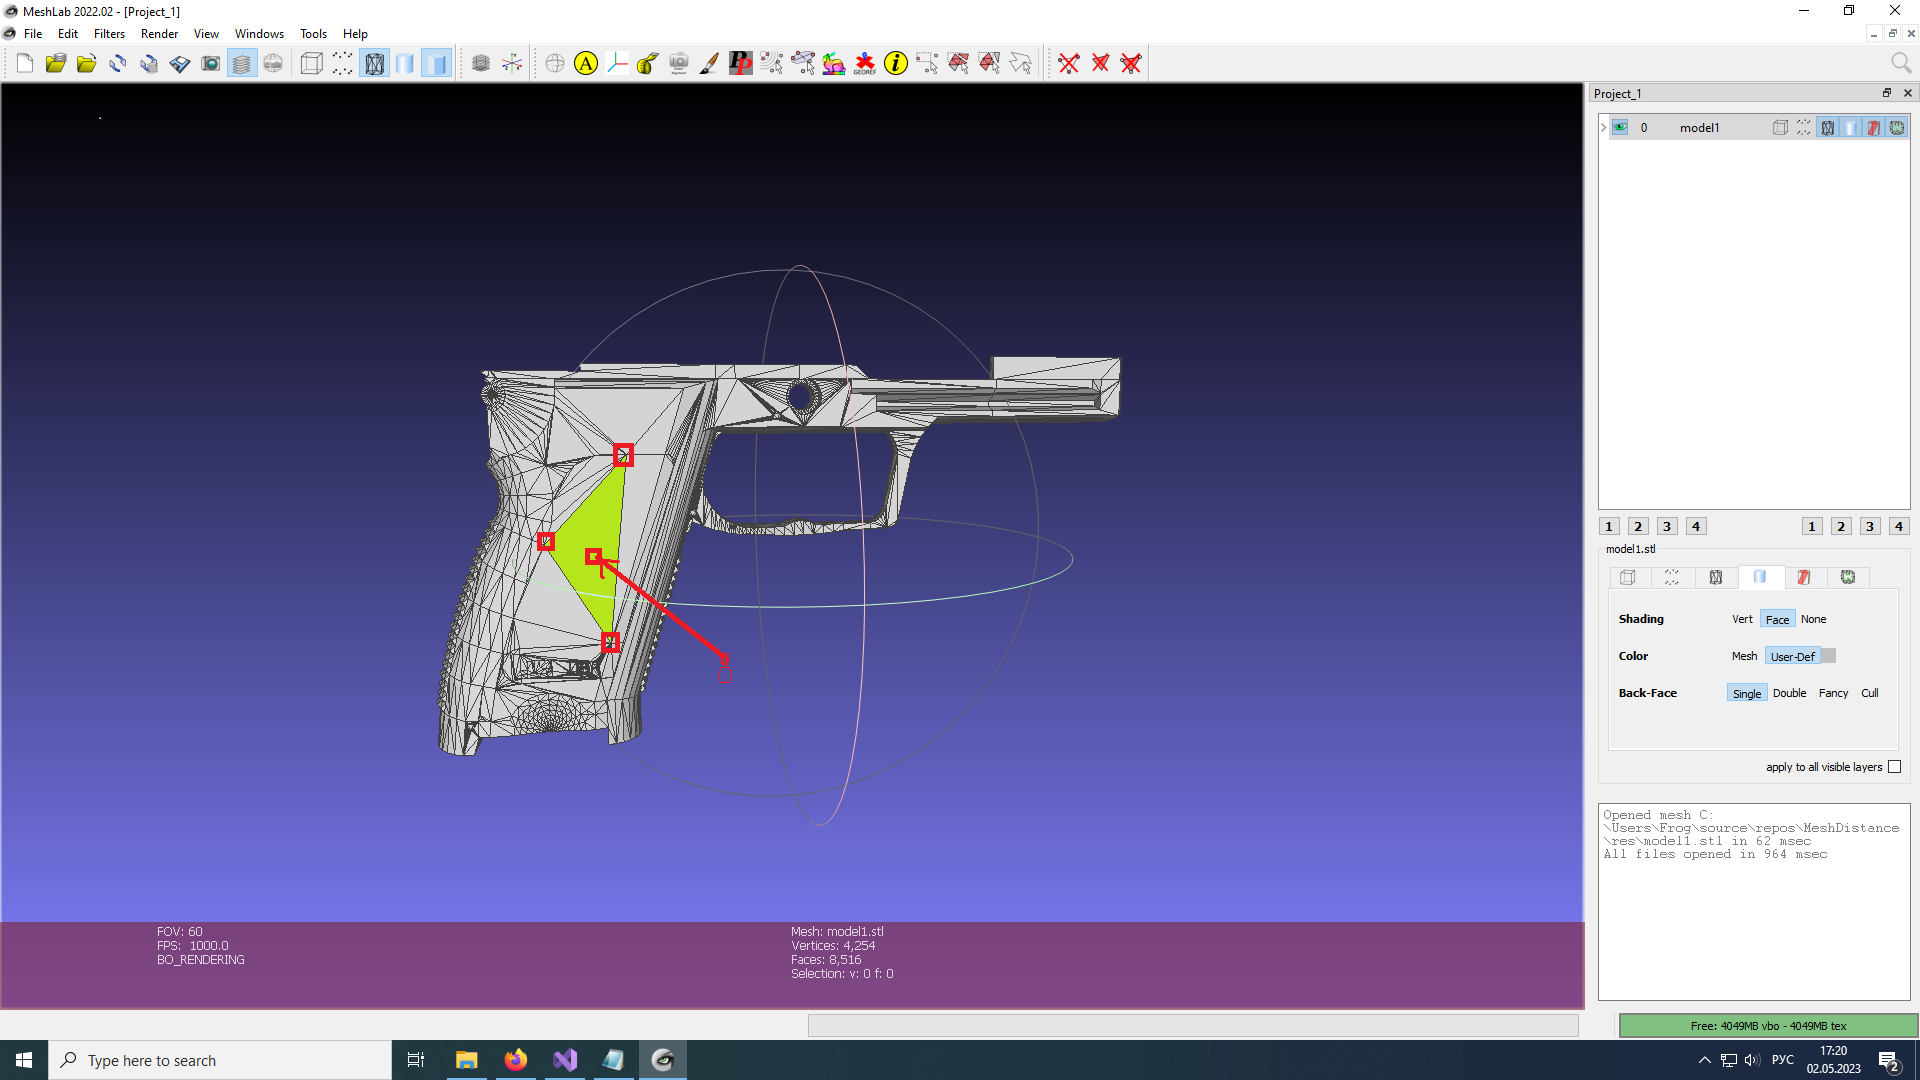 MeshLab 2022.02 - [Project_1]
File Edit Filters Render View Windows Tools Help
A
PP
GEOREF
i
Project_1
0 model1
1 2 3 4 1 2 3 4
model1.stl
Shading Vert Face None
Color Mesh User-Def
Back-Face Single Double Fancy Cull
apply to all visible layers
Opened mesh C:
\Users\Frog\source\repos\MeshDistance
\res\model1.stl in 62 msec
All files opened in 964 msec
FOV: 60
FPS: 1000.0
BO_RENDERING
Mesh: model1.stl
Vertices: 4,254
Faces: 8,516
Selection: v: 0 f: 0
Free: 4049MB vbo - 4049MB tex
Type here to search
РУС
17:20
02.05.2023
2